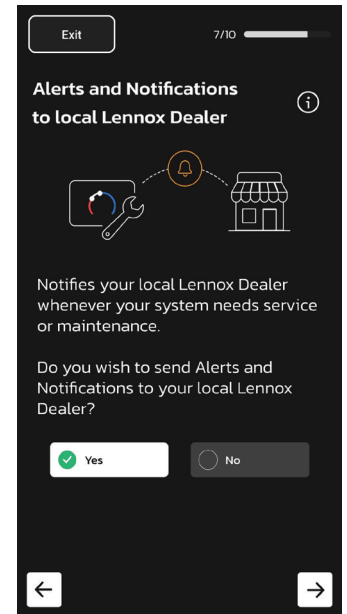 Exit
7/10
Alerts and Notifications
to local Lennox Dealer
Notifies your local Lennox Dealer
whenever your system needs service
or maintenance.
Do you wish to send Alerts and
Notifications to your local Lennox
Dealer?
Yes
No